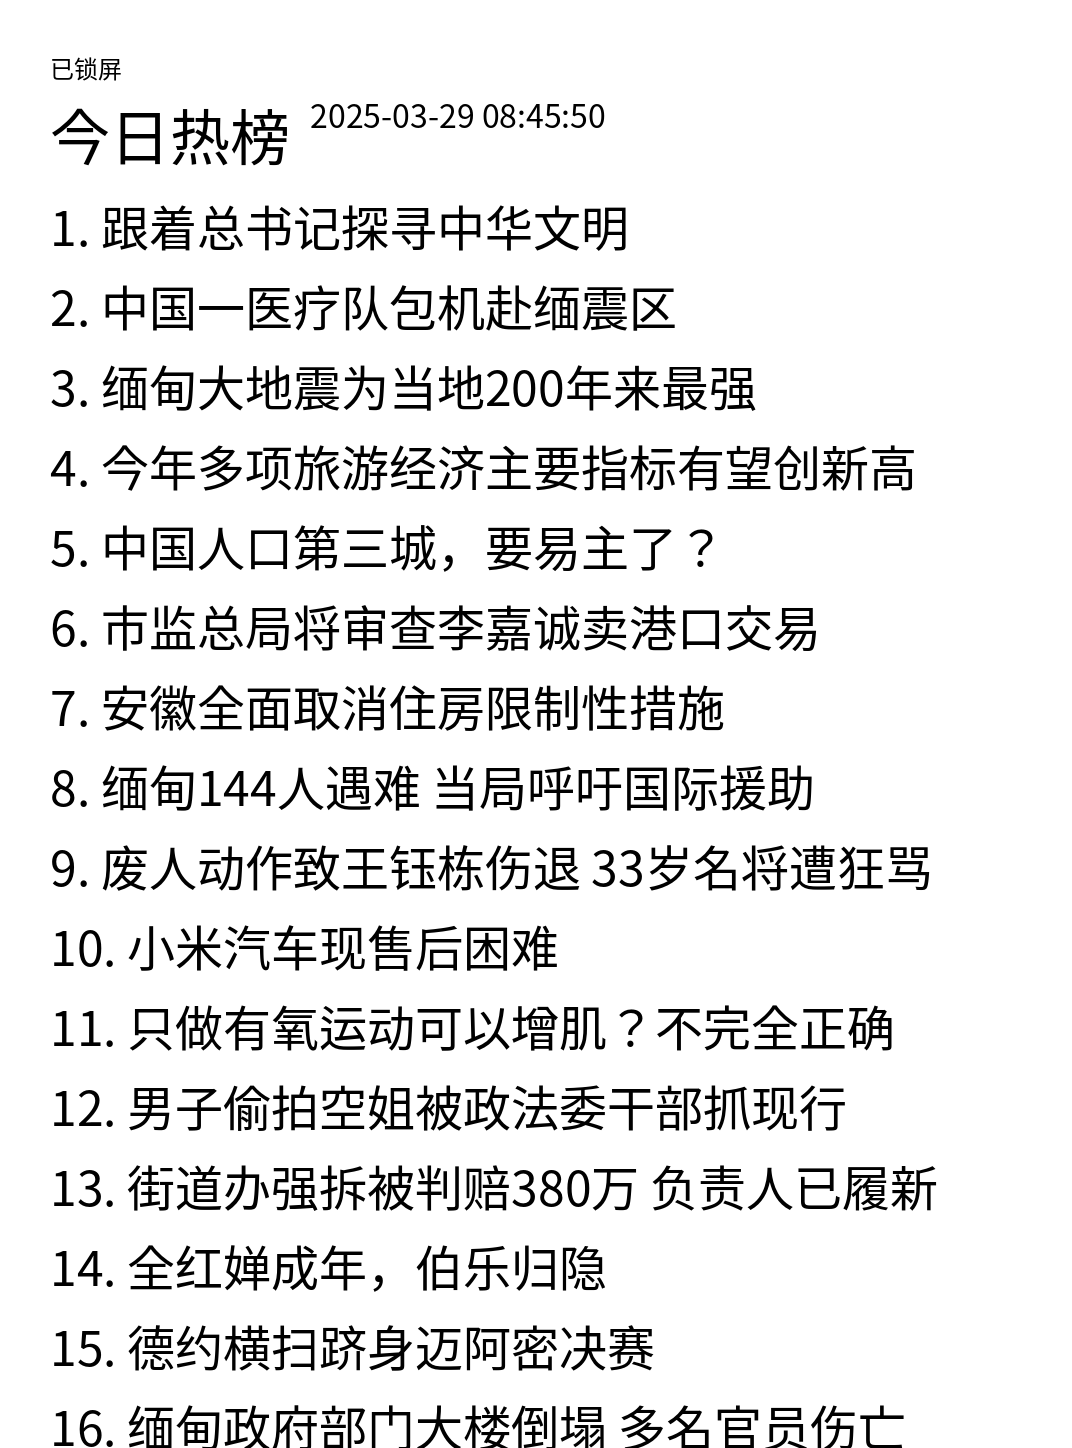 已锁屏
今日热榜 2025-03-29 08:45:50
1. 跟着总书记探寻中华文明
2. 中国一医疗队包机赴缅震区
3. 缅甸大地震为当地200年来最强
4. 今年多项旅游经济主要指标有望创新高
5. 中国人口第三城，要易主了？
6. 市监总局将审查李嘉诚卖港口交易
7. 安徽全面取消住房限制性措施
8. 缅甸144人遇难 当局呼吁国际援助
9. 废人动作致王钰栋伤退 33岁名将遭狂骂
10. 小米汽车现售后困难
11. 只做有氧运动可以增肌？不完全正确
12. 男子偷拍空姐被政法委干部抓现行
13. 街道办强拆被判赔380万 负责人已履新
14. 全红婵成年，伯乐归隐
15. 德约横扫跻身迈阿密决赛
16. 缅甸政府部门大楼倒塌 多名官员伤亡